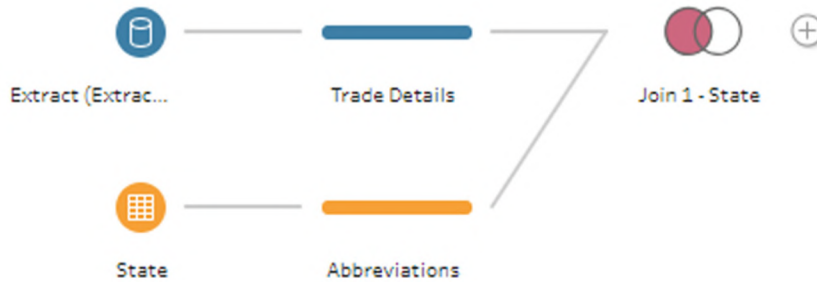 Extract (Extrac...
Trade Details
Join 1 - State
State
Abbreviations